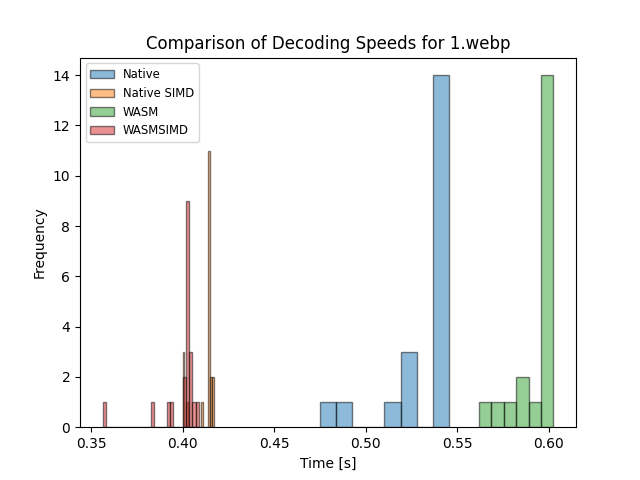 Comparison of Decoding Speeds for 1.webp
Native
Native SIMD
WASM
WASMSIMD
14
12
10
8
6
4
2
0
Frequency
0.35 0.40 0.45 0.50 0.55 0.60
Time [s]